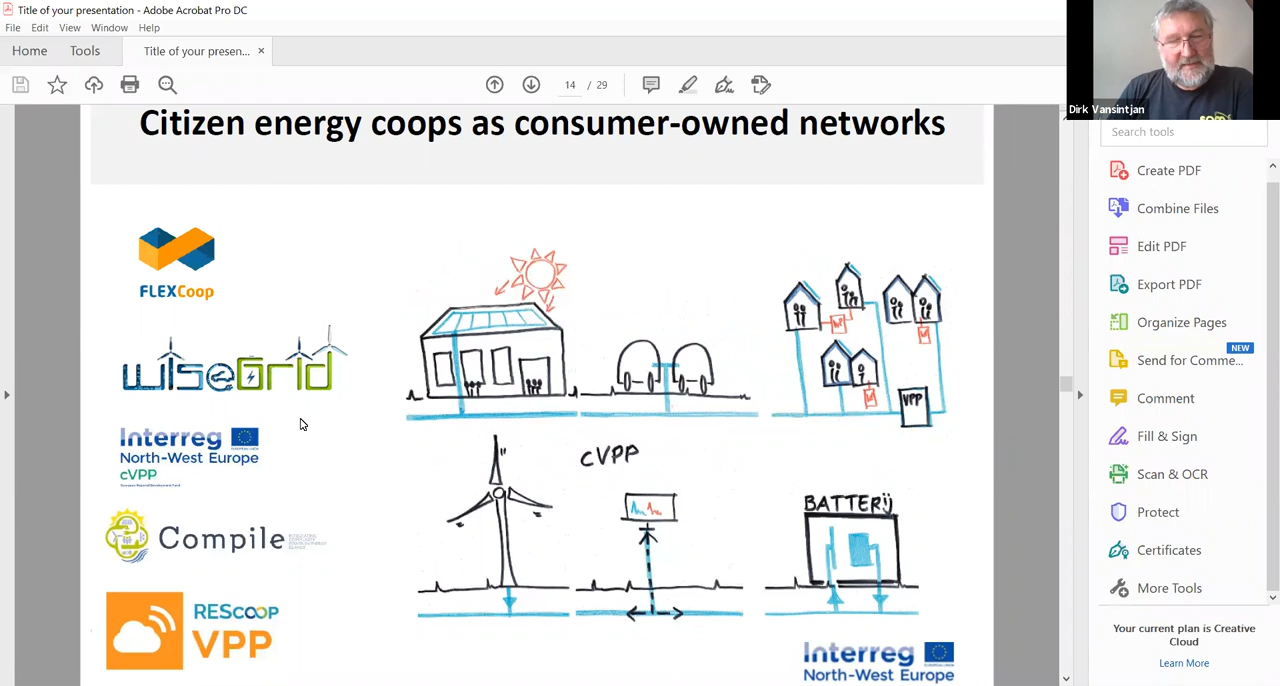 Title of your presentation - Adobe Acrobat Pro DC
File Edit View Window Help
Home Tools Title of your presen... ×
14 / 29
Dirk Vansintjan
som
Citizen energy coops as consumer-owned networks
FLEXCoop
wiseGrid
Interreg
North-West Europe
cVPP
Compile
REScoop
VPP
VPP
cVPP
BATTERIJ
Interreg
North-West Europe
Search tools
Create PDF
Combine Files
Edit PDF
Export PDF
Organize Pages
NEW
Send for Comme...
Comment
Fill & Sign
Scan & OCR
Protect
Certificates
More Tools
Your current plan is Creative
Cloud
Learn More